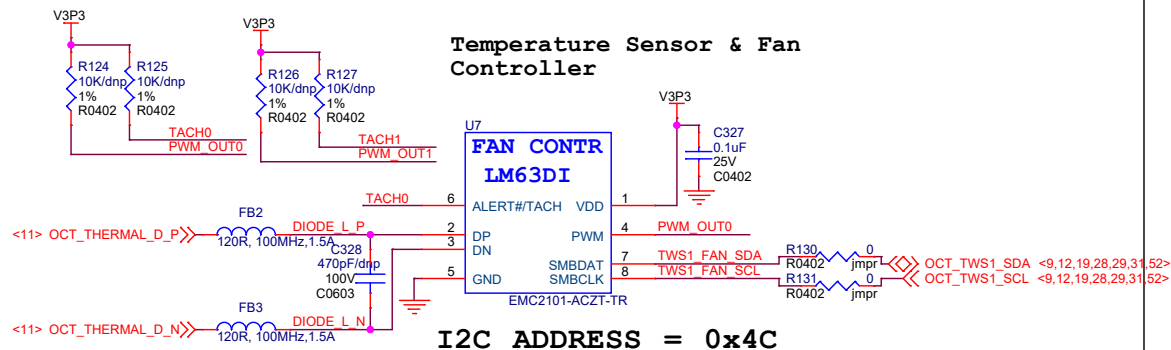 V3P3
V3P3
Temperature Sensor & Fan
Controller
R124
10K/dnp
1%
R0402
R125
10K/dnp
1%
R0402
R126
10K/dnp
1%
R0402
R127
10K/dnp
1%
R0402
TACH0
PWM_OUT0
TACH1
PWM_OUT1
V3P3
C327
0.1uF
25V
C0402
U7
FAN CONTR
LM63DI
TACH0
6
ALERT#/TACH
VDD
1
2
DP
PWM
4
PWM_OUT0
3
DN
SMBDAT
7
TWS1_FAN_SDA
5
GND
SMBCLK
8
TWS1_FAN_SCL
EMC2101-ACZT-TR
<11> OCT_THERMAL_D_P
FB2
120R, 100MHz,1.5A
DIODE_L_P
C328
470pF/dnp
100V
C0603
<11> OCT_THERMAL_D_N
FB3
120R, 100MHz,1.5A
DIODE_L_N
R130
0
R0402
jmpr
OCT_TWS1_SDA <9,12,19,28,29,31,52>
R131
0
R0402
jmpr
OCT_TWS1_SCL <9,12,19,28,29,31,52>
I2C ADDRESS = 0x4C